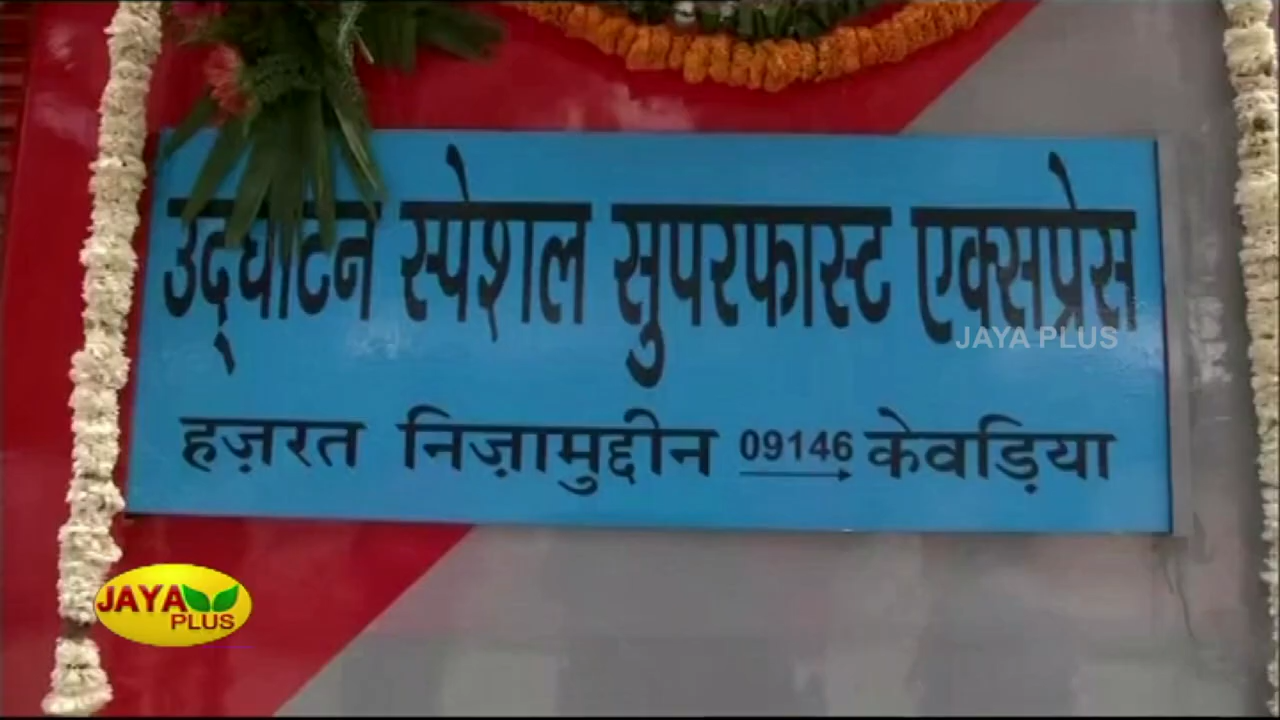 उद्घाटन स्पेशल सुपरफास्ट एक्सप्रेस
JAYA PLUS
हज़रत निज़ामुद्दीन 09146 केवड़िया
JAYA
PLUS